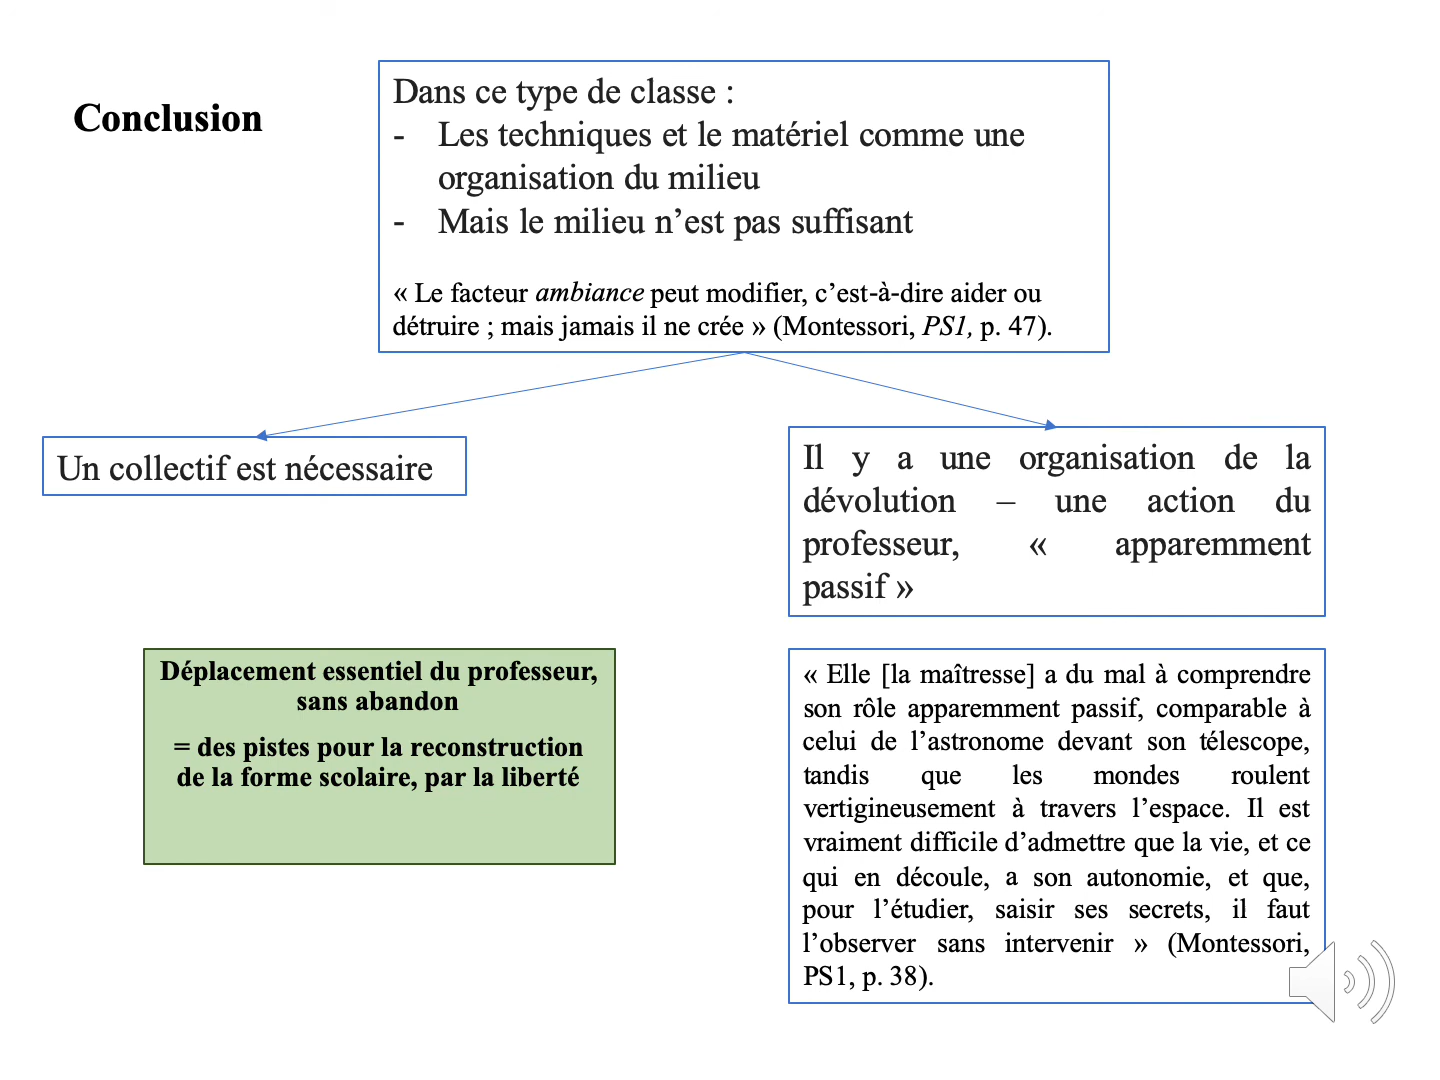 Conclusion
Dans ce type de classe :
- Les techniques et le matériel comme une
organisation du milieu
- Mais le milieu n’est pas suffisant
« Le facteur ambiance peut modifier, c’est-à-dire aider ou
détruire ; mais jamais il ne crée » (Montessori, PS1, p. 47).
Un collectif est nécessaire
Il y a une organisation de la
dévolution – une action du
professeur, « apparemment
passif »
Déplacement essentiel du professeur,
sans abandon
= des pistes pour la reconstruction
de la forme scolaire, par la liberté
« Elle [la maîtresse] a du mal à comprendre
son rôle apparemment passif, comparable à
celui de l’astronome devant son télescope,
tandis que les mondes roulent
vertigineusement à travers l’espace. Il est
vraiment difficile d’admettre que la vie, et ce
qui en découle, a son autonomie, et que,
pour l’étudier, saisir ses secrets, il faut
l’observer sans intervenir » (Montessori,
PS1, p. 38).